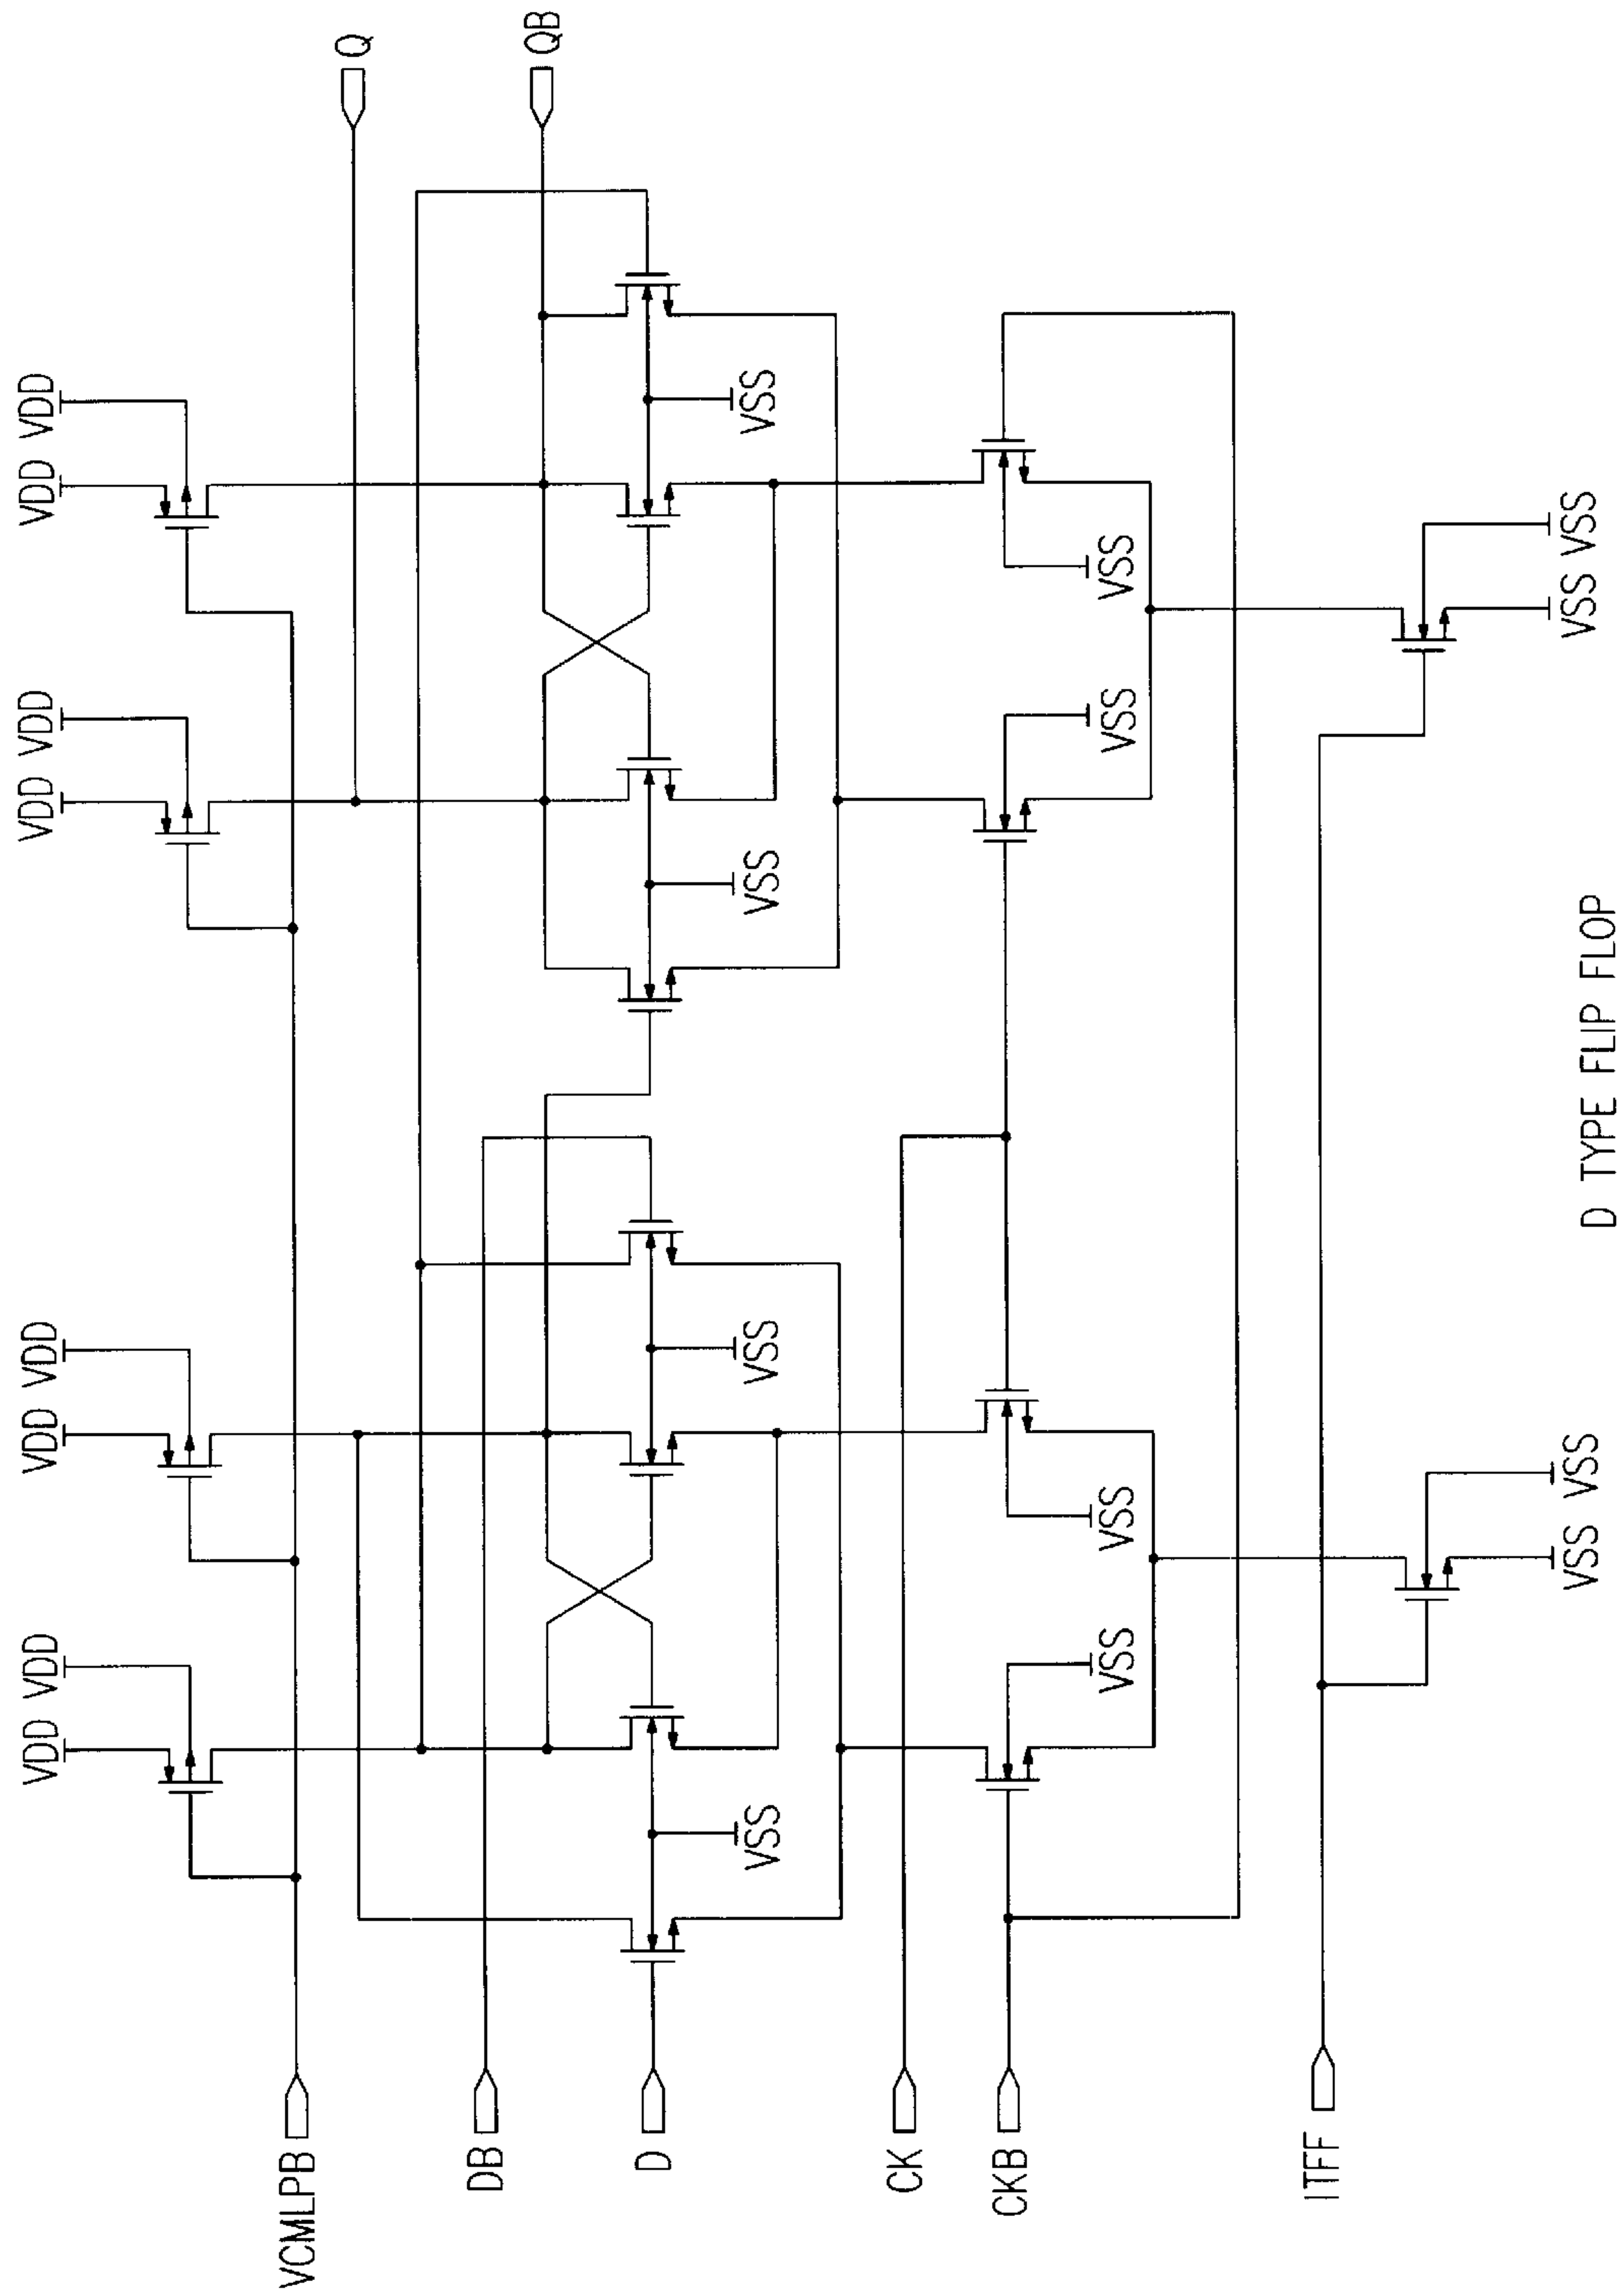 VDD VDD
VDD VDD
VDD VDD
VDD VDD
VCMLPB
Q
DB
QB
D
VSS
VSS
VSS
VSS
CK
CKB
VSS
VSS
VSS
VSS
ITFF
VSS VSS
VSS VSS
D TYPE FLIP FLOP